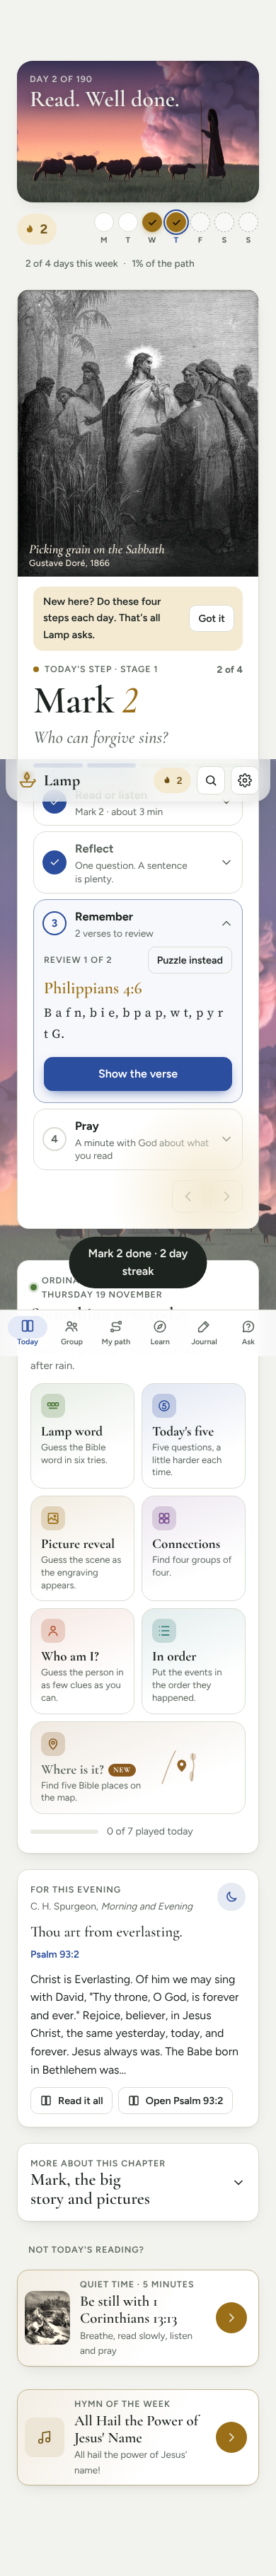 DAY 2 OF 190
Read. Well done.
2
M T W T F S S
2 of 4 days this week · 1% of the path
Picking grain on the Sabbath
Gustave Doré, 1866
New here? Do these four
steps each day. That's all
Lamp asks.
Got it
TODAY'S STEP · STAGE 1
2 of 4
Mark 2
Who can forgive sins?
Lamp
2
Read or listen
Mark 2 · about 3 min
Reflect
One question. A sentence
is plenty.
3
Remember
2 verses to review
REVIEW 1 OF 2
Puzzle instead
Philippians 4:6
B a f n, b i e, b p a p, w t, p y r
t G.
Show the verse
4
Pray
A minute with God about what
you read
Mark 2 done · 2 day
streak
THURSDAY 19 NOVEMBER
Today
Group
My path
Learn
Journal
Ask
after rain.
Lamp word
Guess the Bible
word in six tries.
Today's five
Five questions, a
little harder each
time.
Picture reveal
Guess the scene as
the engraving
appears.
Connections
Find four groups of
four.
Who am I?
Guess the person in
as few clues as you
can.
In order
Put the events in
the order they
happened.
Where is it? NEW
Find five Bible places on
the map.
0 of 7 played today
FOR THIS EVENING
C. H. Spurgeon, Morning and Evening
Thou art from everlasting.
Psalm 93:2
Christ is Everlasting. Of him we may sing
with David, "Thy throne, O God, is forever
and ever." Rejoice, believer, in Jesus
Christ, the same yesterday, today, and
forever. Jesus always was. The Babe born
in Bethlehem was…
Read it all
Open Psalm 93:2
MORE ABOUT THIS CHAPTER
Mark, the big
story and pictures
NOT TODAY'S READING?
QUIET TIME · 5 MINUTES
Be still with 1
Corinthians 13:13
Breathe, read slowly, listen
and pray
HYMN OF THE WEEK
All Hail the Power of
Jesus' Name
All hail the power of Jesus'
name!